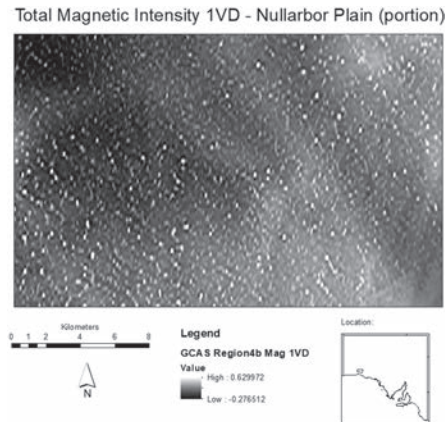 Total Magnetic Intensity 1VD - Nullarbor Plain (portion)
Kilometers
0 1 2 4 6 8
N
Legend
GCAS Region4b Mag 1VD
Value
High : 0.629972
Low : -0.276512
Location: